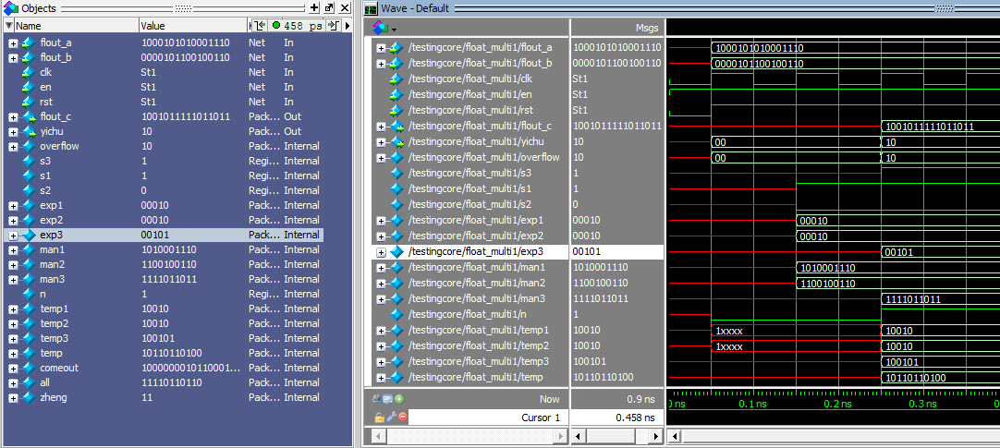 Objects
Name Value K 458 ps
flout_a 1000101010001110 Net In
flout_b 0000101100100110 Net In
clk St1 Net In
en St1 Net In
rst St1 Net In
flout_c 1001011111011011 Pack... Out
yichu 10 Pack... Out
overflow 10 Pack... Internal
s3 1 Regi... Internal
s1 1 Regi... Internal
s2 0 Regi... Internal
exp1 00010 Pack... Internal
exp2 00010 Pack... Internal
exp3 00101 Pack... Internal
man1 1010001110 Pack... Internal
man2 1100100110 Pack... Internal
man3 1111011011 Pack... Internal
n 1 Regi... Internal
temp1 10010 Pack... Internal
temp2 10010 Pack... Internal
temp3 100101 Pack... Internal
temp 10110110100 Pack... Internal
comeout 1000000010110001... Pack... Internal
all 11110110110 Pack... Internal
zheng 11 Pack... Internal
Wave - Default
Msgs
/testingcore/float_multi1/flout_a 1000101010001110 1000101010001110
/testingcore/float_multi1/flout_b 0000101100100110 0000101100100110
/testingcore/float_multi1/clk St1
/testingcore/float_multi1/en St1
/testingcore/float_multi1/rst St1
/testingcore/float_multi1/flout_c 1001011111011011 1001011111011011
/testingcore/float_multi1/yichu 10 00 10
/testingcore/float_multi1/overflow 10 00 10
/testingcore/float_multi1/s3 1
/testingcore/float_multi1/s1 1
/testingcore/float_multi1/s2 0
/testingcore/float_multi1/exp1 00010 00010
/testingcore/float_multi1/exp2 00010 00010
/testingcore/float_multi1/exp3 00101 00101
/testingcore/float_multi1/man1 1010001110 1010001110
/testingcore/float_multi1/man2 1100100110 1100100110
/testingcore/float_multi1/man3 1111011011 1111011011
/testingcore/float_multi1/n 1
/testingcore/float_multi1/temp1 10010 1xxxx 10010
/testingcore/float_multi1/temp2 10010 1xxxx 10010
/testingcore/float_multi1/temp3 100101 100101
/testingcore/float_multi1/temp 10110110100 10110110100
Now 0.9 ns ns 0.1 ns 0.2 ns 0.3 ns
Cursor 1 0.458 ns